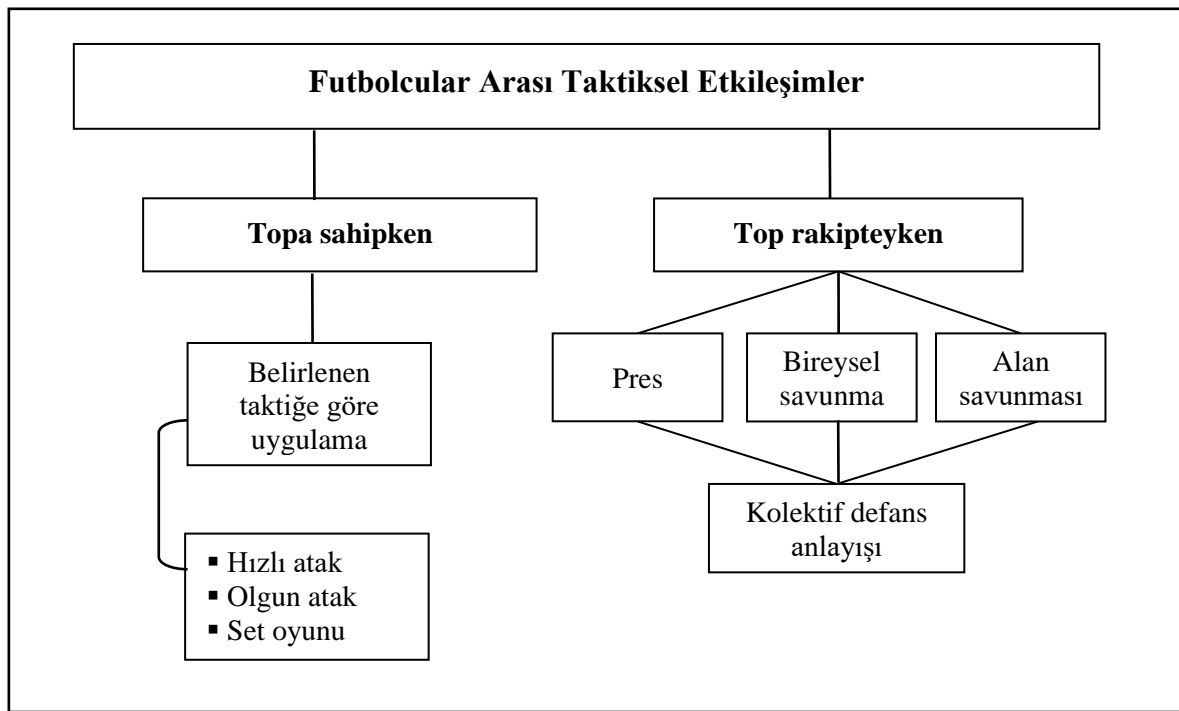 Futbolcular Arası Taktiksel Etkileşimler
Topa sahipken
Top rakipteyken
Belirlenen
taktiğe göre
uygulama
Pres
Bireysel
savunma
Alan
savunması
▪ Hızlı atak
▪ Olgun atak
▪ Set oyunu
Kolektif defans
anlayışı